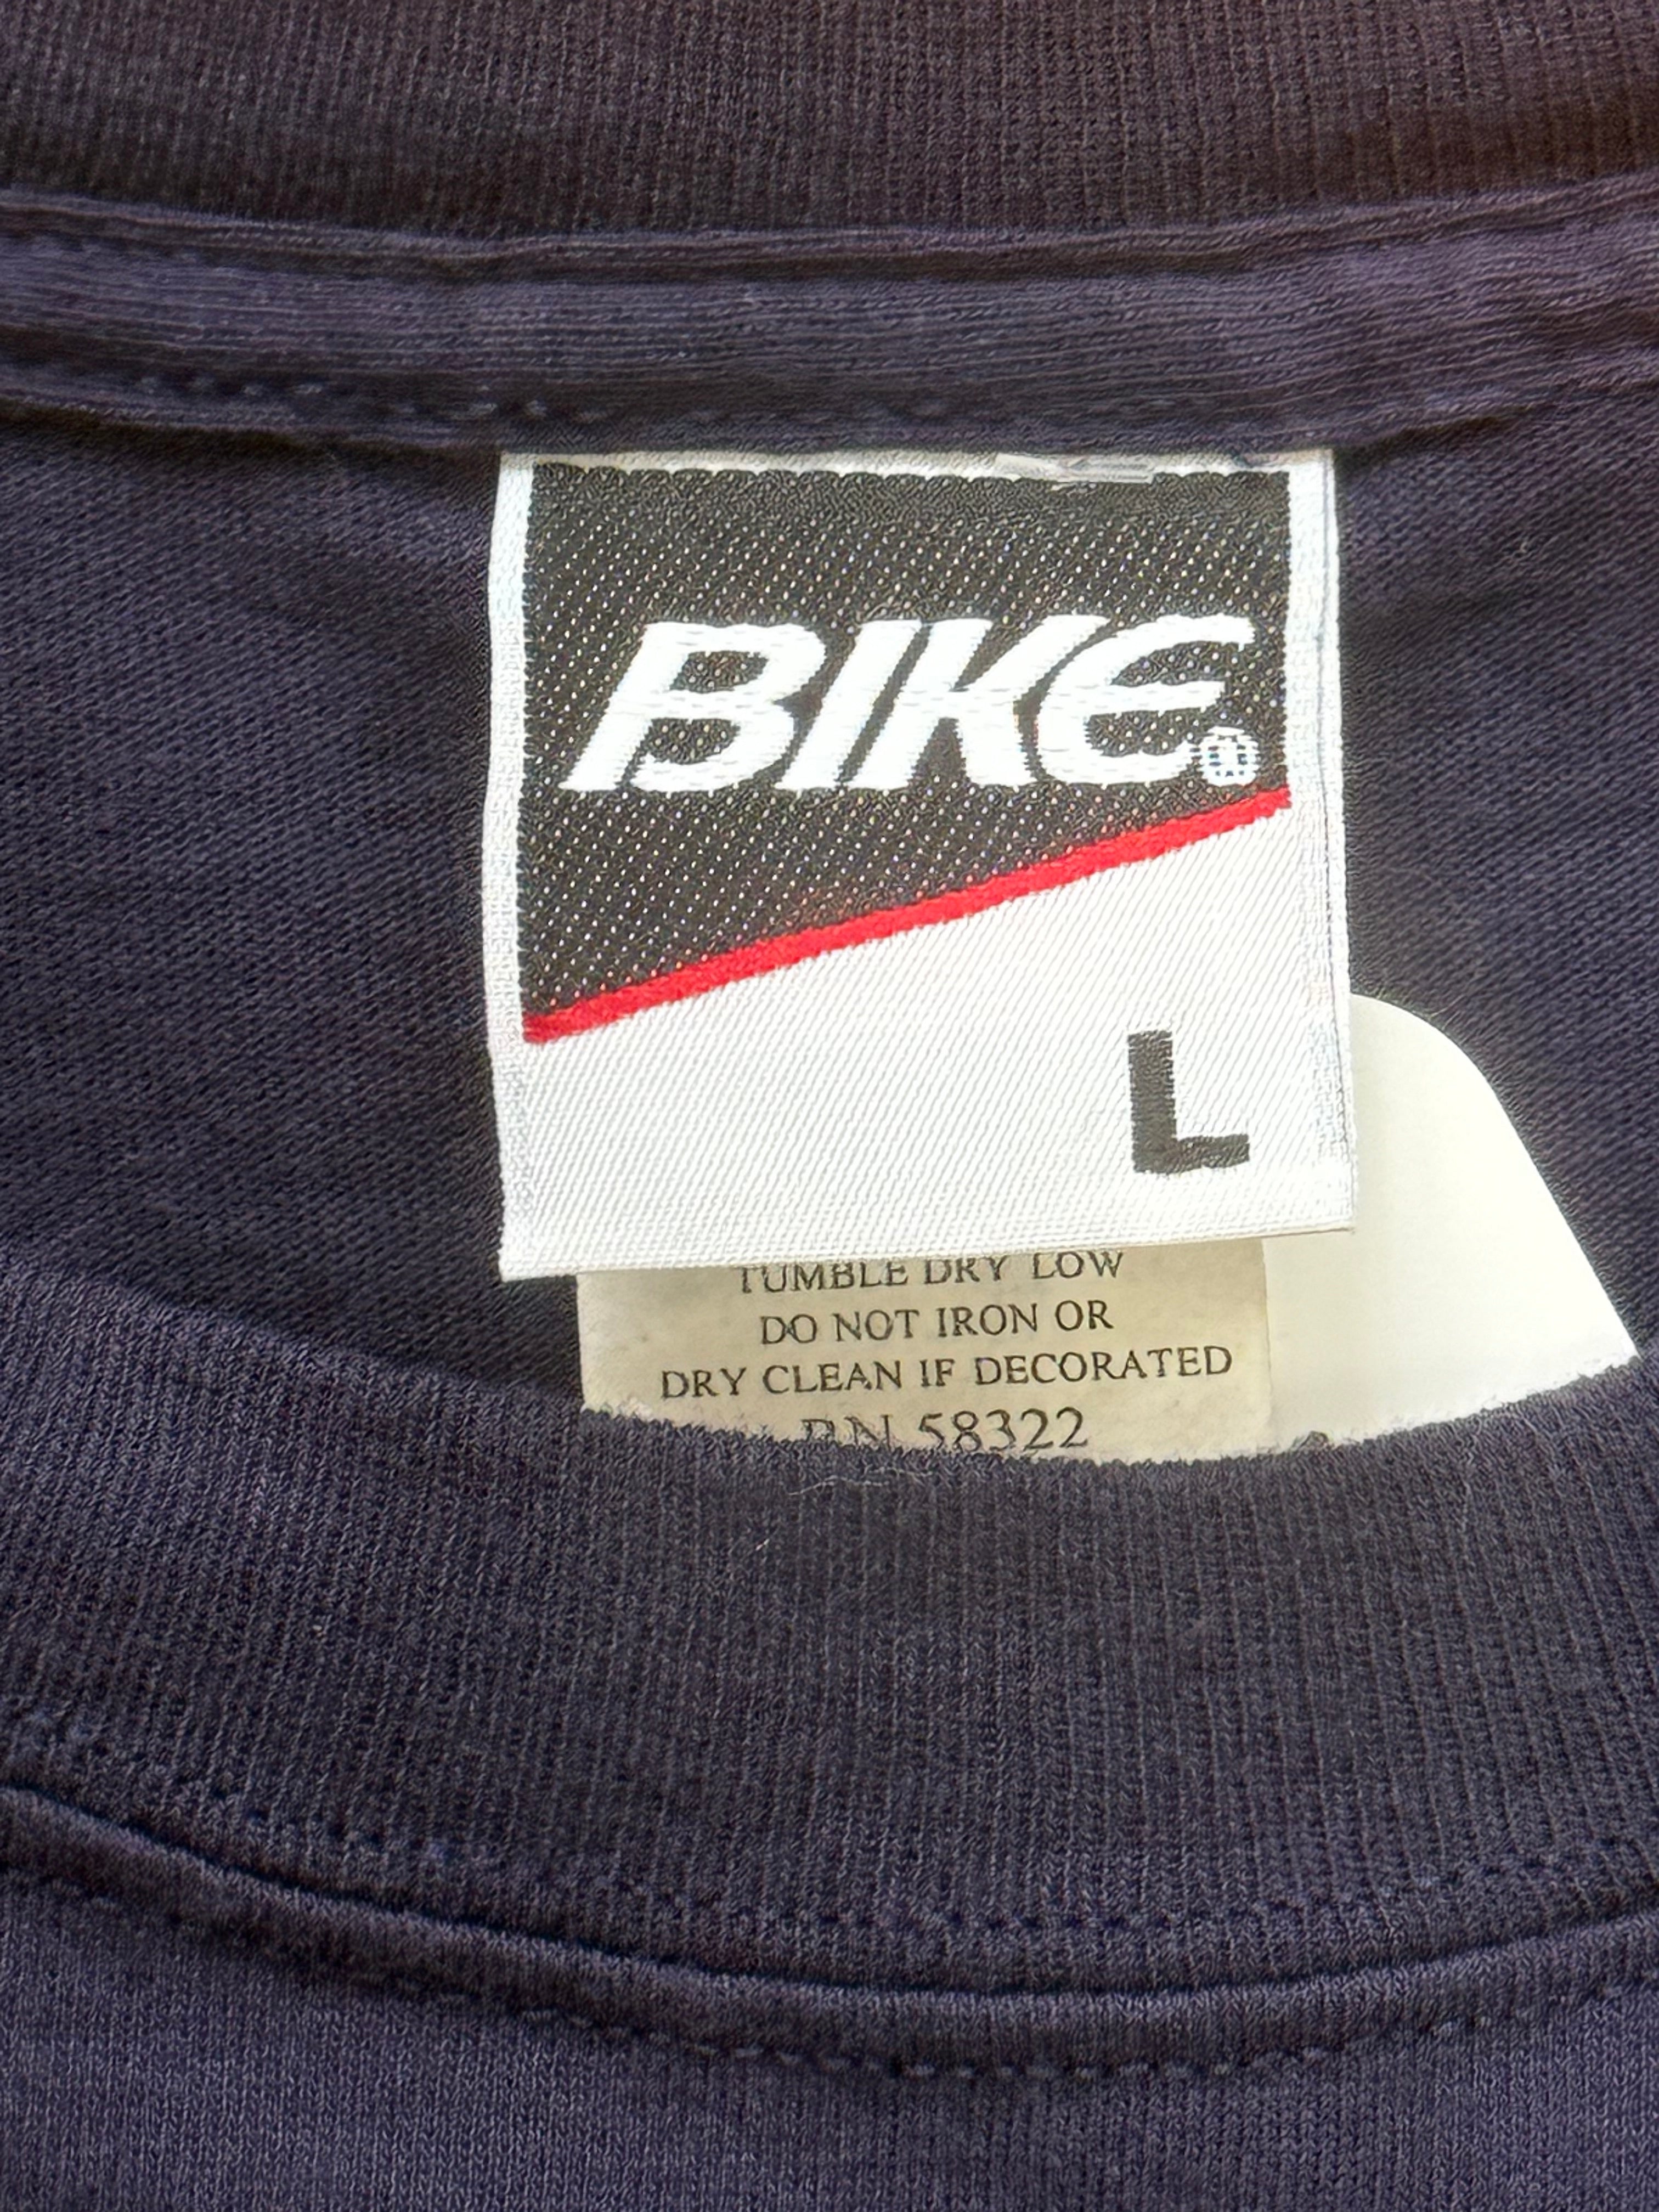 BIKE®
L
TUMBLE DRY LOW
DO NOT IRON OR
DRY CLEAN IF DECORATED
RN 58322